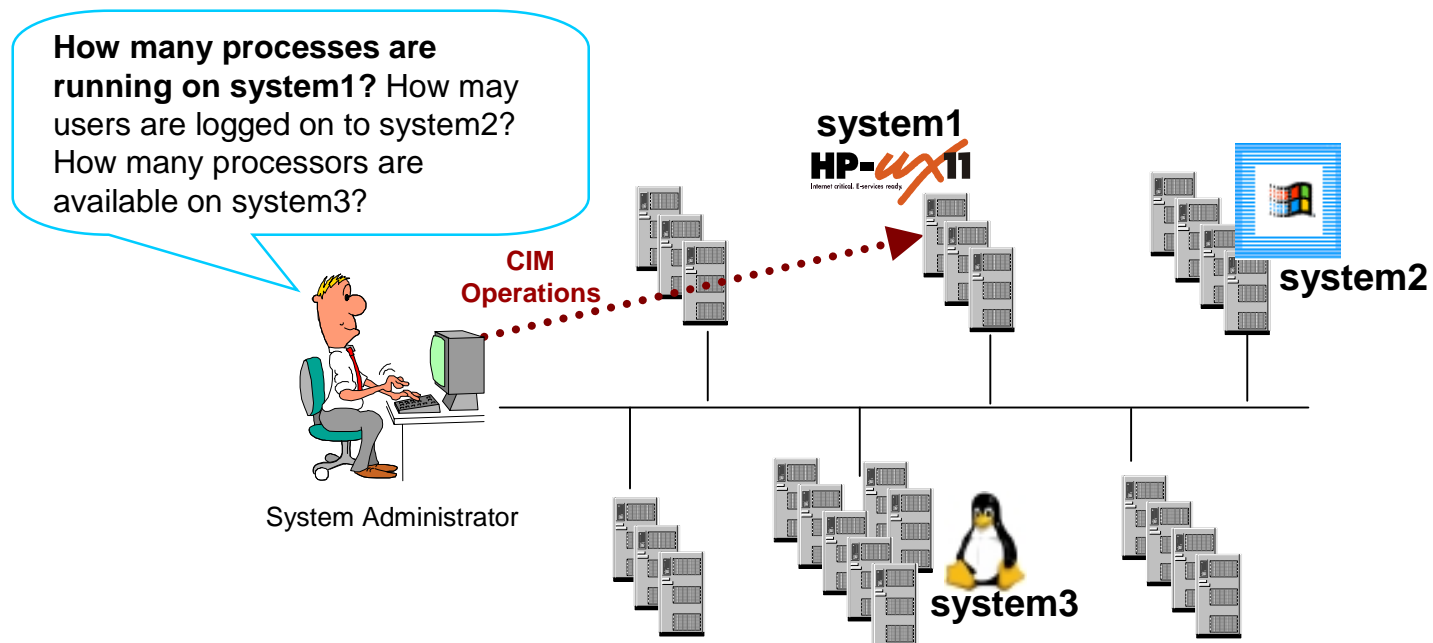 How many processes are
running on system1? How may
users are logged on to system2?
How many processors are
available on system3?
system1
HP-UX11
Internet critical. E-services ready.
system2
CIM
Operations
System Administrator
system3